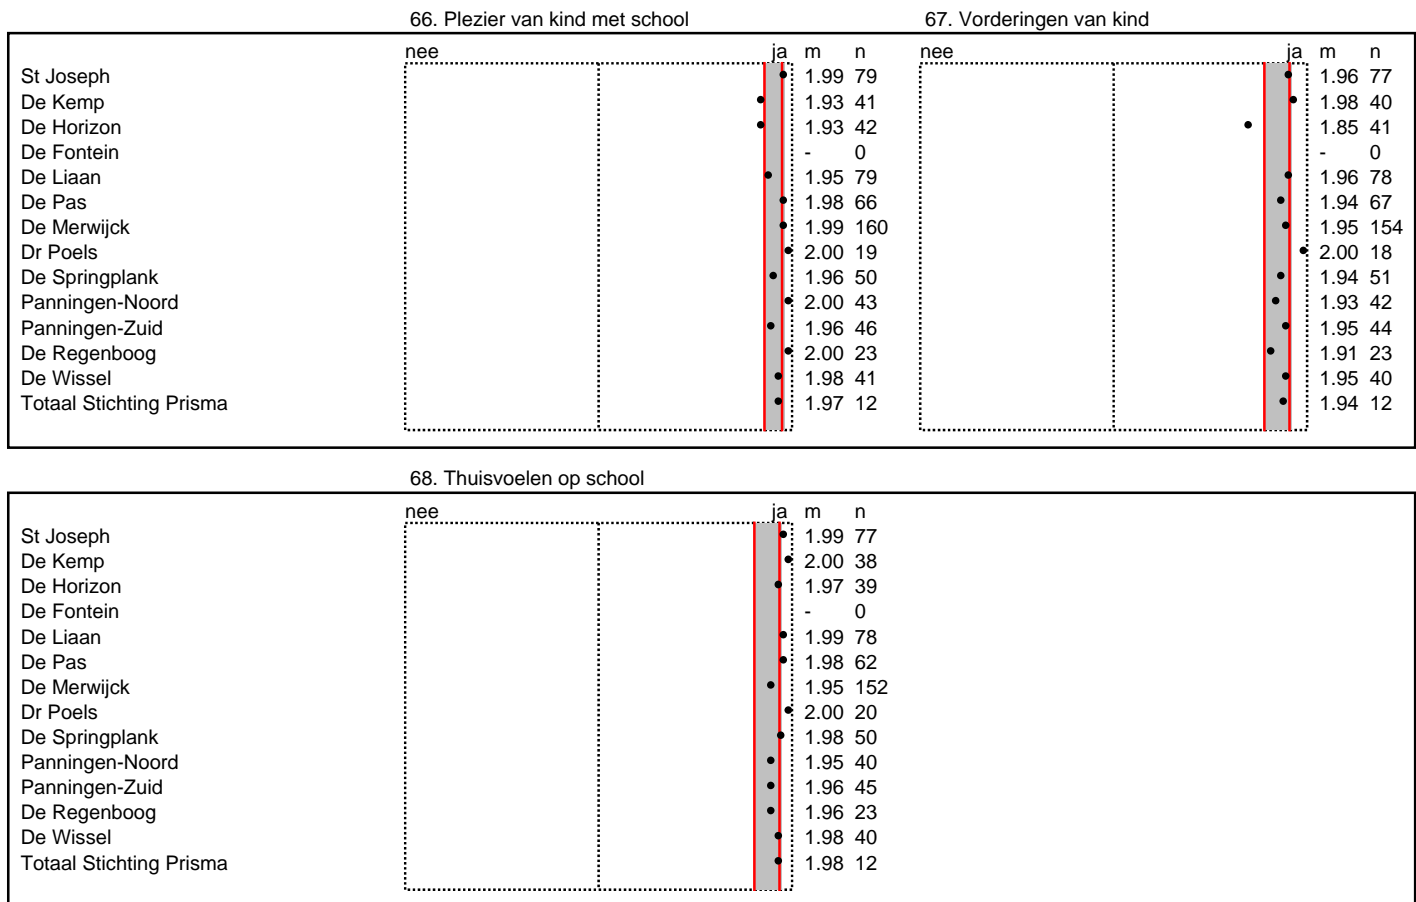 66. Plezier van kind met school 67. Vorderingen van kind
nee ja m n nee ja m n
St Joseph 1.99 79 1.96 77
De Kemp 1.93 41 1.98 40
De Horizon 1.93 42 1.85 41
De Fontein - 0 - 0
De Liaan 1.95 79 1.96 78
De Pas 1.98 66 1.94 67
De Merwijck 1.99 160 1.95 154
Dr Poels 2.00 19 2.00 18
De Springplank 1.96 50 1.94 51
Panningen-Noord 2.00 43 1.93 42
Panningen-Zuid 1.96 46 1.95 44
De Regenboog 2.00 23 1.91 23
De Wissel 1.98 41 1.95 40
Totaal Stichting Prisma 1.97 12 1.94 12
68. Thuisvoelen op school
nee ja m n
St Joseph 1.99 77
De Kemp 2.00 38
De Horizon 1.97 39
De Fontein - 0
De Liaan 1.99 78
De Pas 1.98 62
De Merwijck 1.95 152
Dr Poels 2.00 20
De Springplank 1.98 50
Panningen-Noord 1.95 40
Panningen-Zuid 1.96 45
De Regenboog 1.96 23
De Wissel 1.98 40
Totaal Stichting Prisma 1.98 12